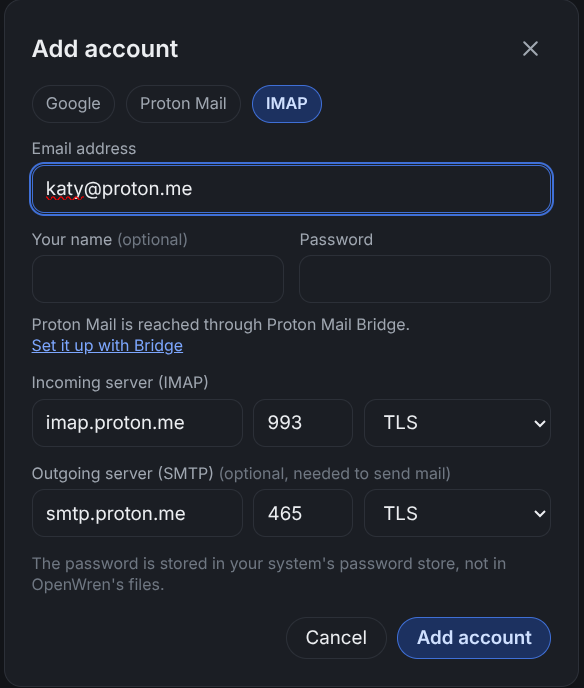 Add account
Google Proton Mail IMAP
Email address
katy@proton.me
Your name (optional) Password
Proton Mail is reached through Proton Mail Bridge.
Set it up with Bridge
Incoming server (IMAP)
imap.proton.me 993 TLS
Outgoing server (SMTP) (optional, needed to send mail)
smtp.proton.me 465 TLS
The password is stored in your system's password store, not in
OpenWren's files.
Cancel Add account